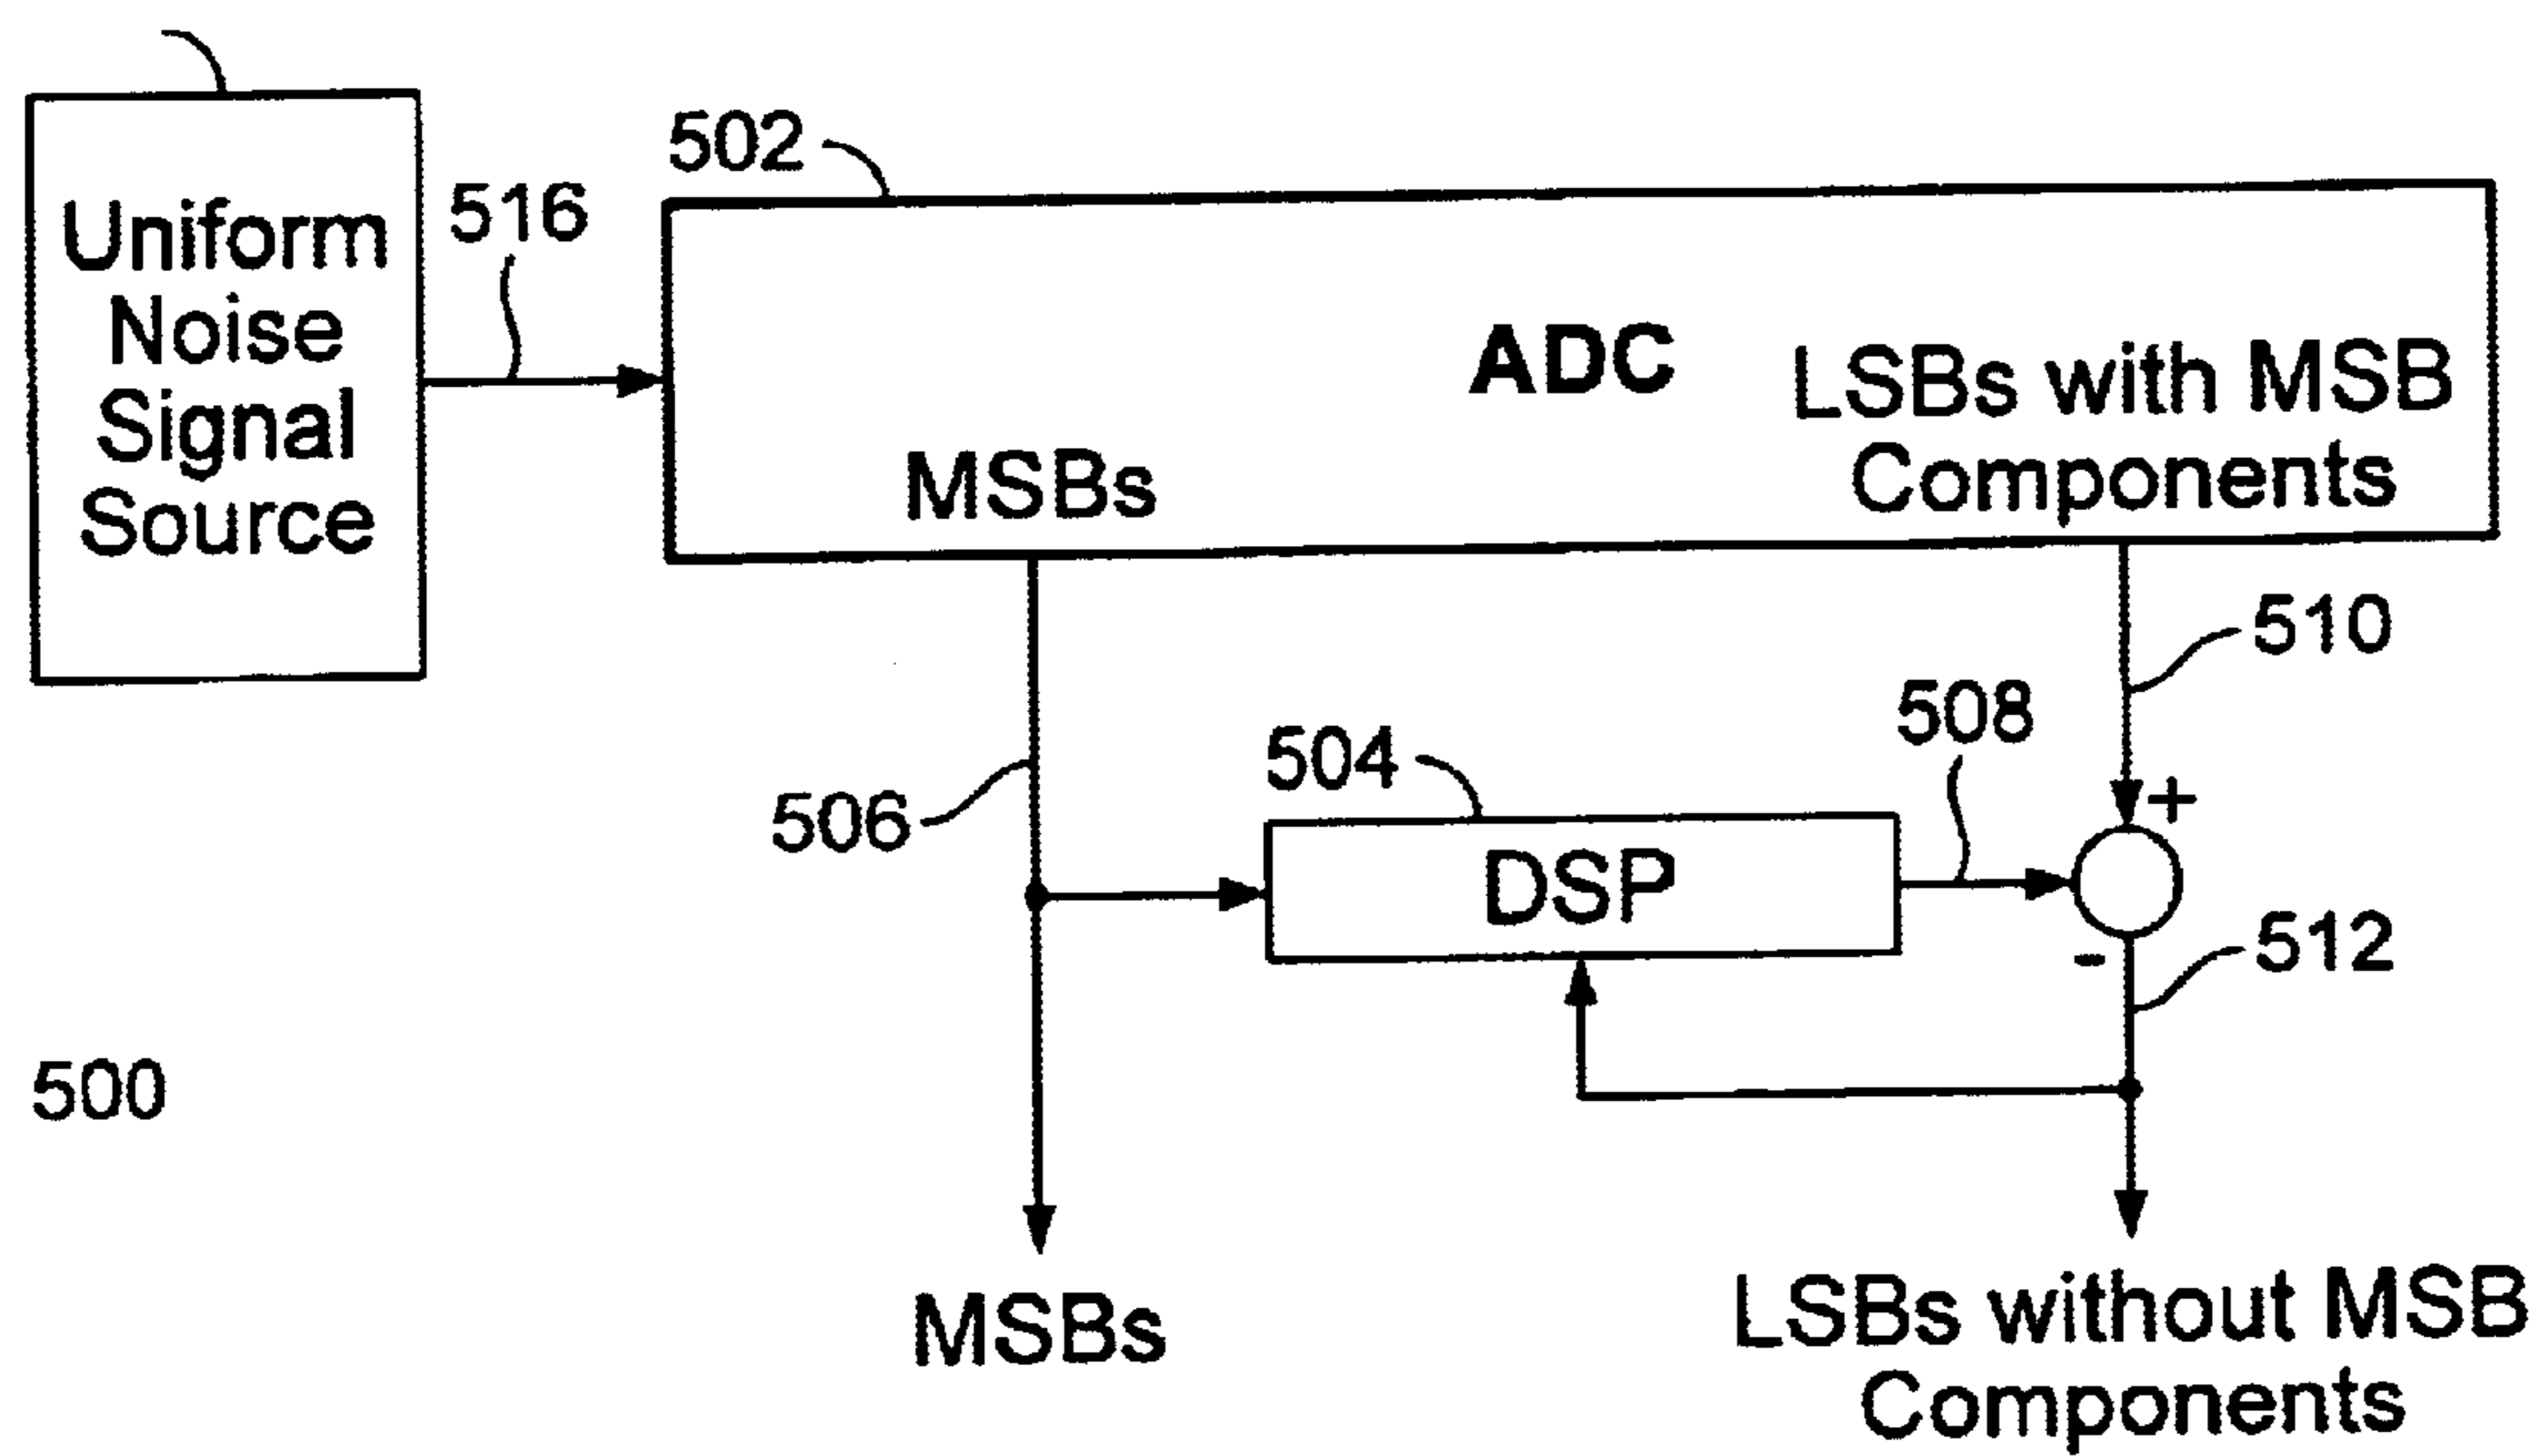 Uniform
Noise
Signal
Source
516
502
ADC
MSBs
LSBs with MSB
Components
510
508
504
506
+
DSP
-
512
500
MSBs
LSBs without MSB
Components